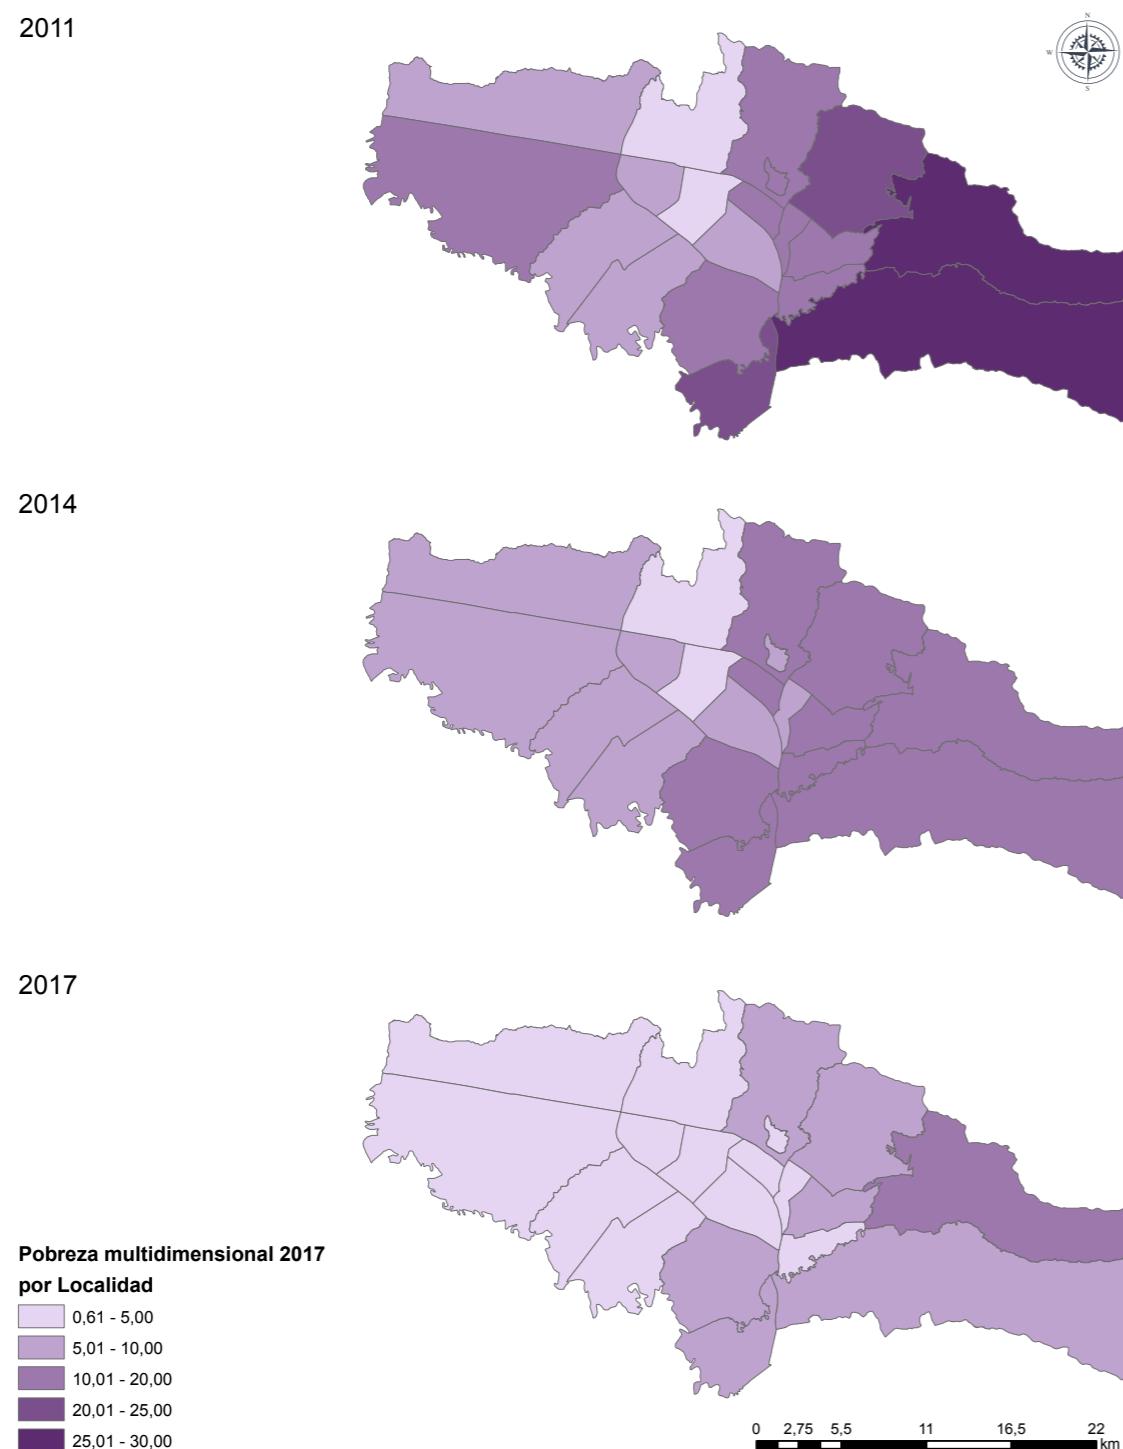 2011
N
W
S
2014
2017
Pobreza multidimensional 2017
por Localidad
0,61 - 5,00
5,01 - 10,00
10,01 - 20,00
20,01 - 25,00
25,01 - 30,00
0 2,75 5,5 11 16,5 22
km